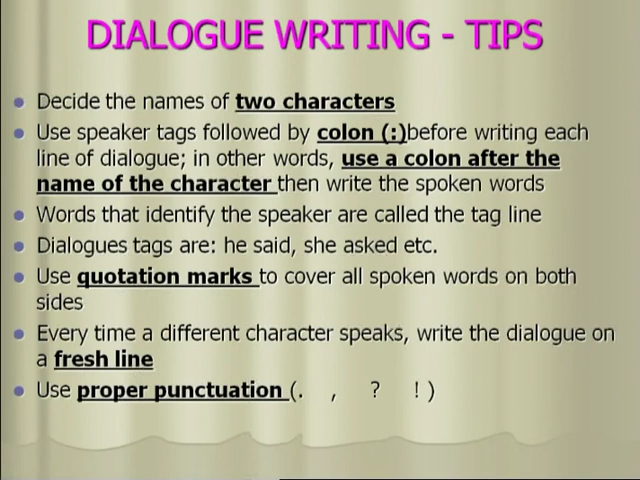 DIALOGUE WRITING - TIPS
Decide the names of two characters
Use speaker tags followed by colon (:)before writing each
line of dialogue; in other words, use a colon after the
name of the character then write the spoken words
Words that identify the speaker are called the tag line
Dialogues tags are: he said, she asked etc.
Use quotation marks to cover all spoken words on both
sides
Every time a different character speaks, write the dialogue on
a fresh line
Use proper punctuation (. , ? ! )